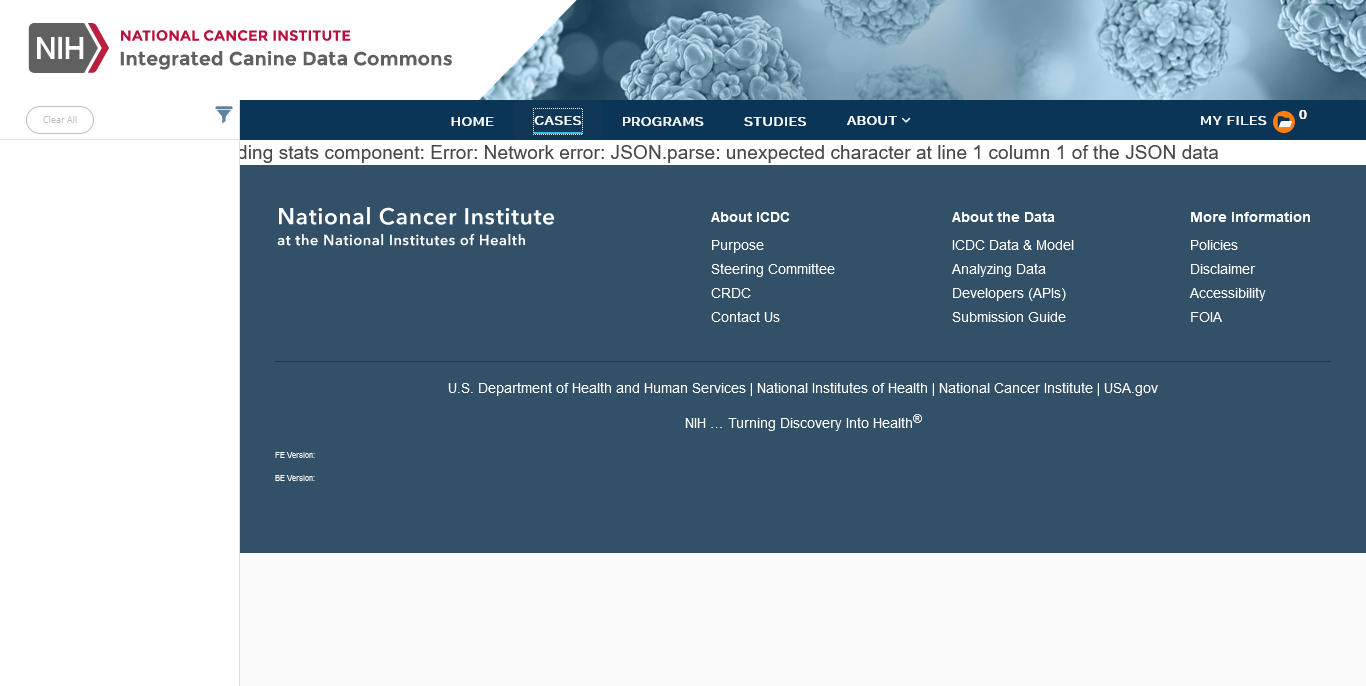 NIH
NATIONAL CANCER INSTITUTE
Integrated Canine Data Commons
Clear All
HOME
CASES
PROGRAMS
STUDIES
ABOUT
MY FILES
0
ding stats component: Error: Network error: JSON.parse: unexpected character at line 1 column 1 of the JSON data
National Cancer Institute
at the National Institutes of Health
About ICDC
Purpose
Steering Committee
CRDC
Contact Us
About the Data
ICDC Data & Model
Analyzing Data
Developers (APIs)
Submission Guide
More Information
Policies
Disclaimer
Accessibility
FOIA
U.S. Department of Health and Human Services | National Institutes of Health | National Cancer Institute | USA.gov
NIH … Turning Discovery Into Health®
FE Version:
BE Version: